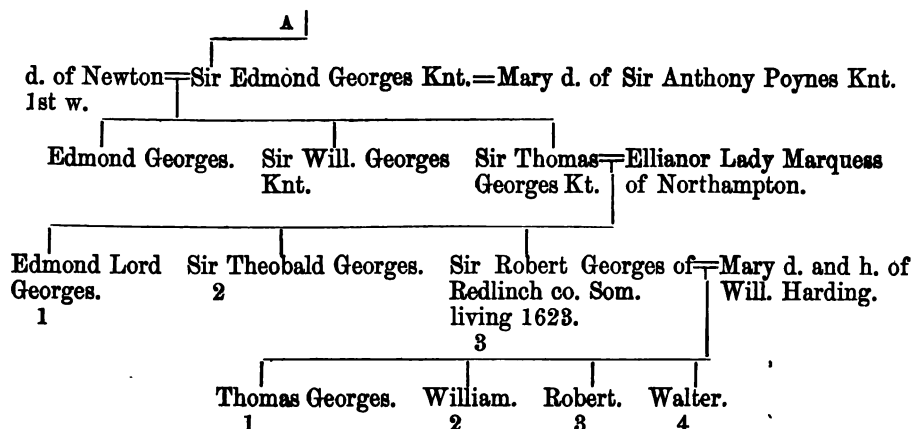 A
d. of Newton=Sir Edmond Georges Knt.=Mary d. of Sir Anthony Poynes Knt.
1st w.
Edmond Georges. Sir Will. Georges Sir Thomas=Ellianor Lady Marquess
Knt. Georges Kt. of Northampton.
Edmond Lord Sir Theobald Georges. Sir Robert Georges of=Mary d. and h. of
Georges. 2 Redlinch co. Som. Will. Harding.
1 living 1623.
3
Thomas Georges. William. Robert. Walter.
1 2 3 4